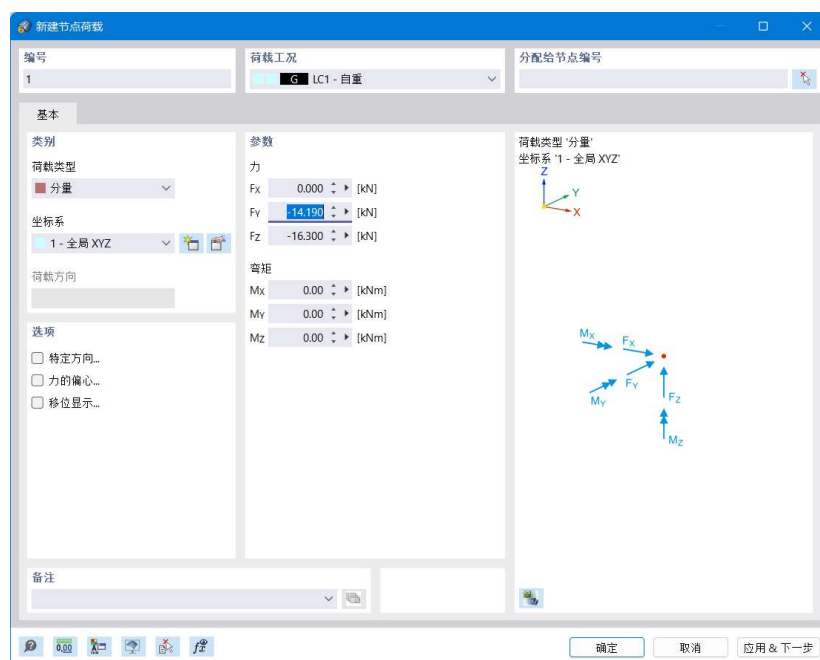 新建节点荷载
编号
1
荷载工况
G LC1 - 自重
分配给节点编号
基本
类别
荷载类型
分量
坐标系
1 - 全局 XYZ
荷载方向
选项
特定方向...
力的偏心...
移位显示...
参数
力
Fx 0.000 [kN]
FY -14.190 [kN]
Fz -16.300 [kN]
弯矩
Mx 0.00 [kNm]
MY 0.00 [kNm]
Mz 0.00 [kNm]
荷载类型 '分量'
坐标系 '1 - 全局 XYZ'
Z
Y
X
MX
FX
FY
MY
FZ
MZ
备注
0.00
确定
取消
应用 & 下一步